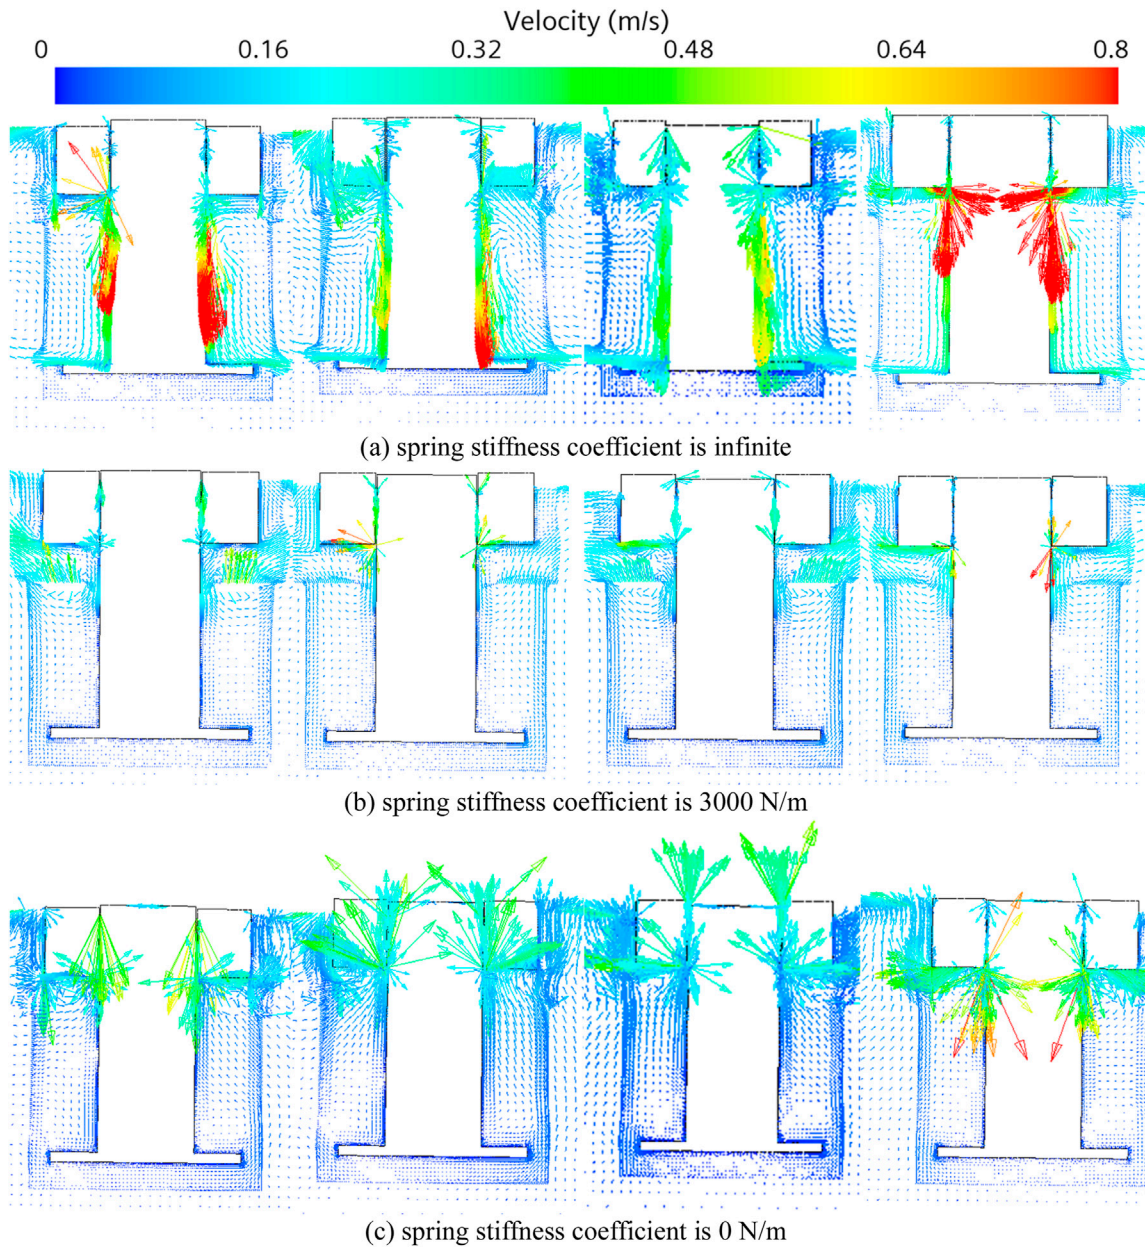 Velocity (m/s)
0 0.16 0.32 0.48 0.64 0.8
(a) spring stiffness coefficient is infinite
(b) spring stiffness coefficient is 3000 N/m
(c) spring stiffness coefficient is 0 N/m